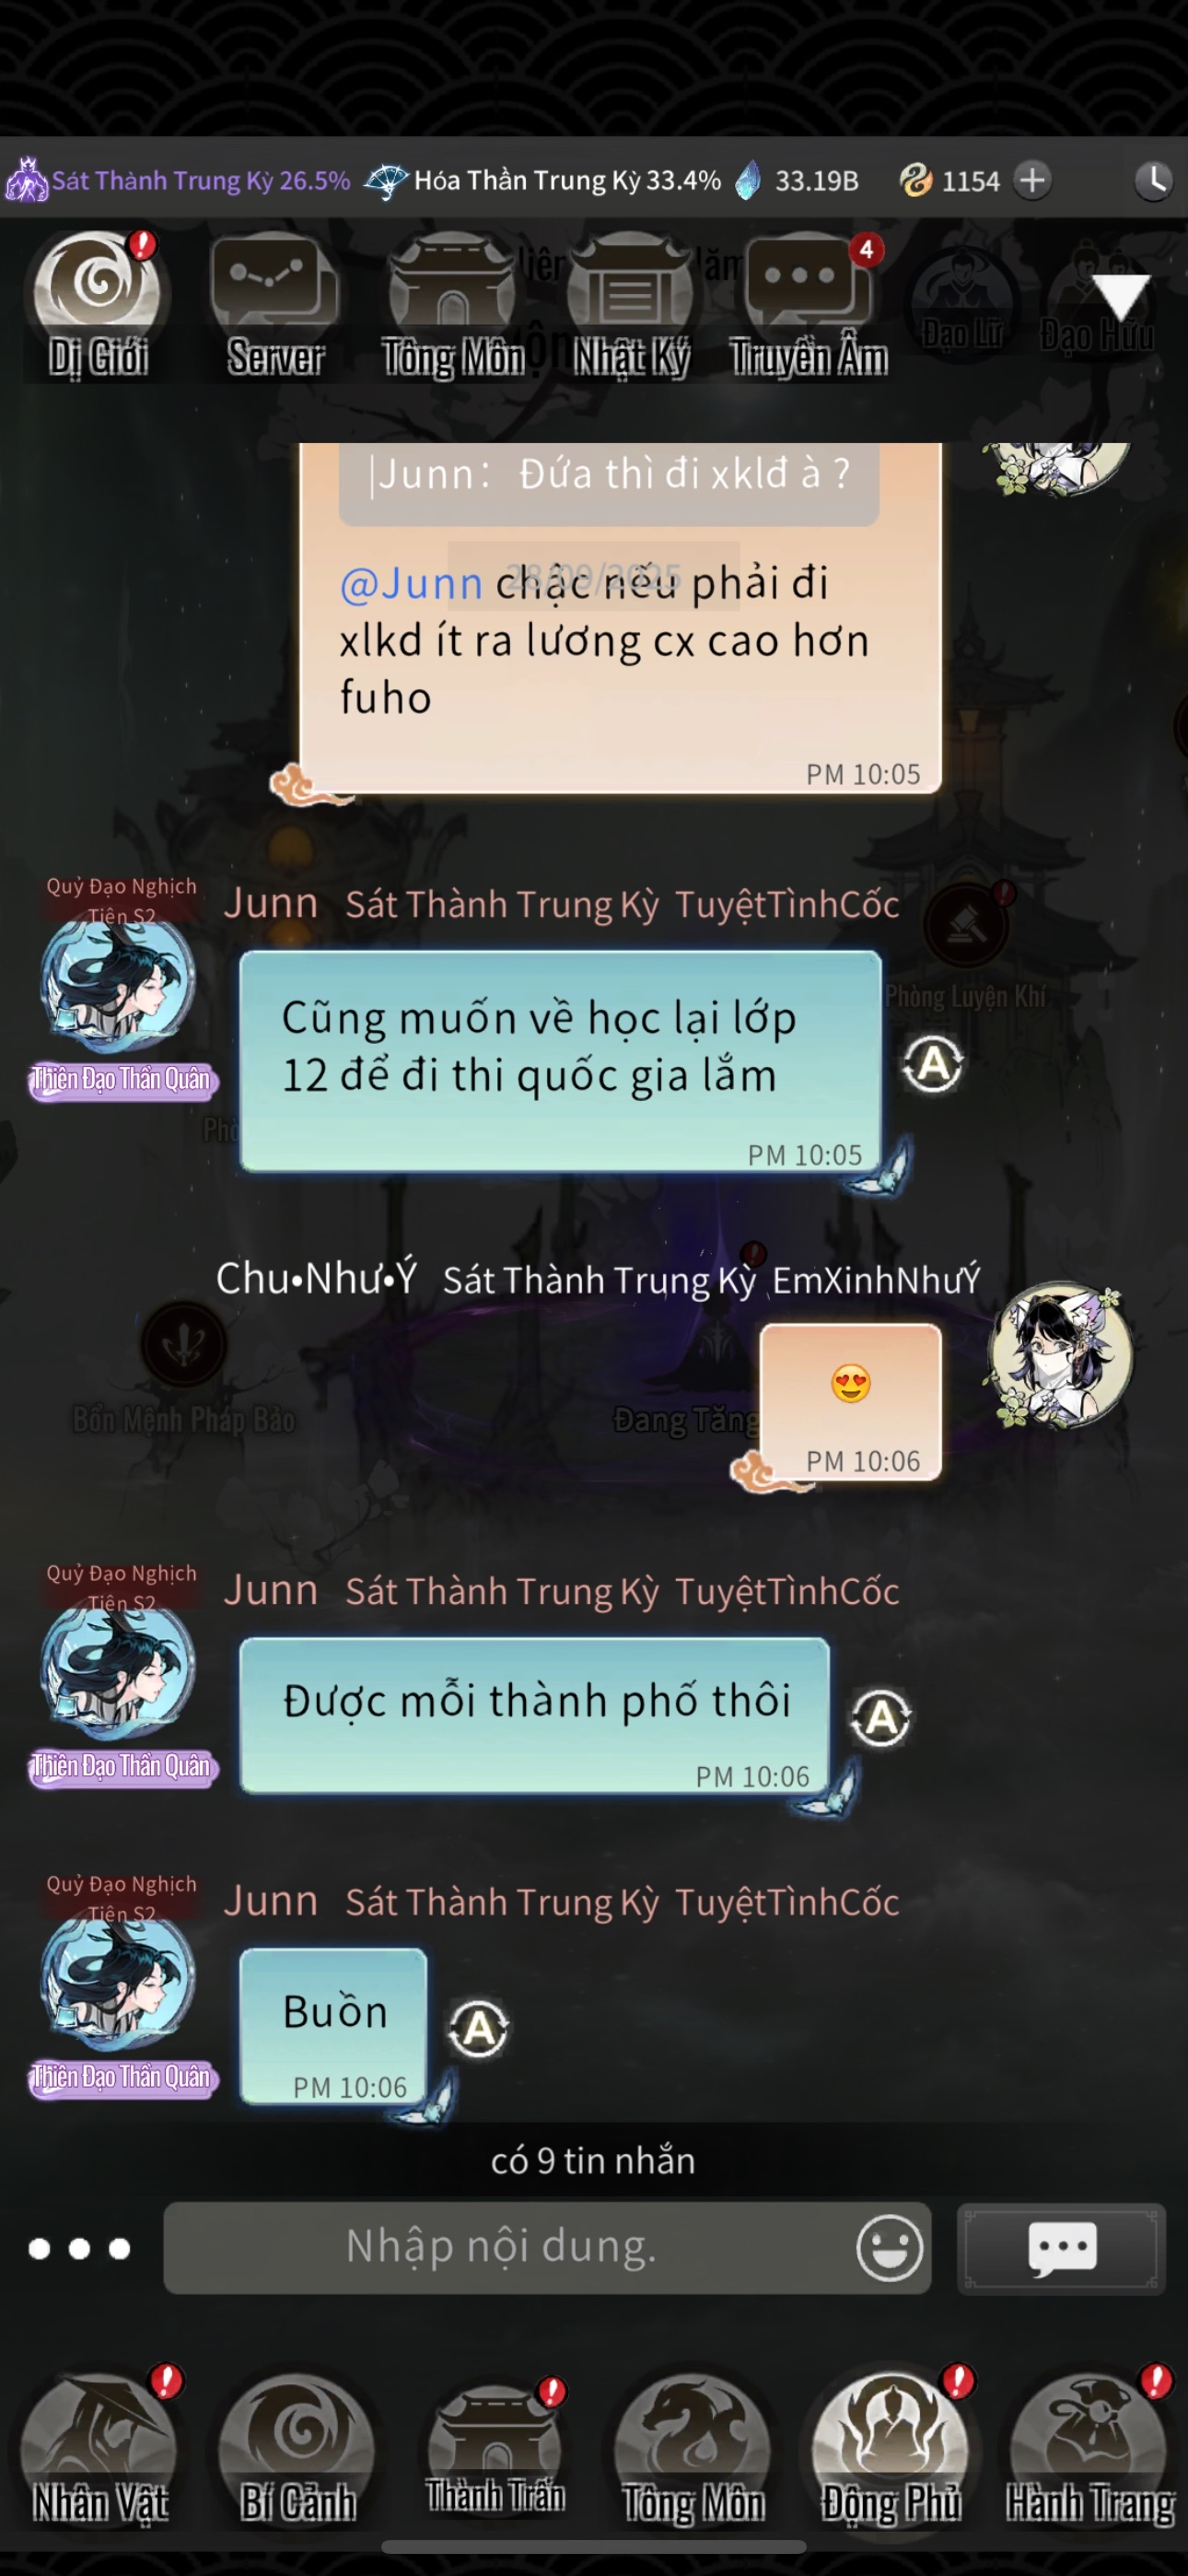 Sát Thành Trung Kỳ 26.5% Hóa Thần Trung Kỳ 33.4% 33.19B 1154
4
Dị Giới Server Tông Môn Nhật Ký Truyền Âm Đạo Lữ Đạo Hữu
Junn: Đứa thì đi xklđ à ?
28/09/2025
@Junn chậc nếu phải đi
xlkd ít ra lương cx cao hơn
fuho
PM 10:05
Quỷ Đạo Nghịch
Tiên S2
Junn Sát Thành Trung Kỳ TuyệtTìnhCốc
Phòng Luyện Khí
Cũng muốn về học lại lớp
12 để đi thi quốc gia lắm
Thiên Đạo Thần Quân
PM 10:05
Chu•Như•Ý Sát Thành Trung Kỳ EmXinhNhưÝ
Bổn Mệnh Pháp Bảo
Đang Tăng
PM 10:06
Quỷ Đạo Nghịch
Tiên S2
Junn Sát Thành Trung Kỳ TuyệtTìnhCốc
Được mỗi thành phố thôi
Thiên Đạo Thần Quân
PM 10:06
Quỷ Đạo Nghịch
Tiên S2
Junn Sát Thành Trung Kỳ TuyệtTìnhCốc
Buồn
Thiên Đạo Thần Quân
PM 10:06
có 9 tin nhắn
Nhập nội dung.
Nhân Vật Bí Cảnh Thành Trấn Tông Môn Động Phủ Hành Trang